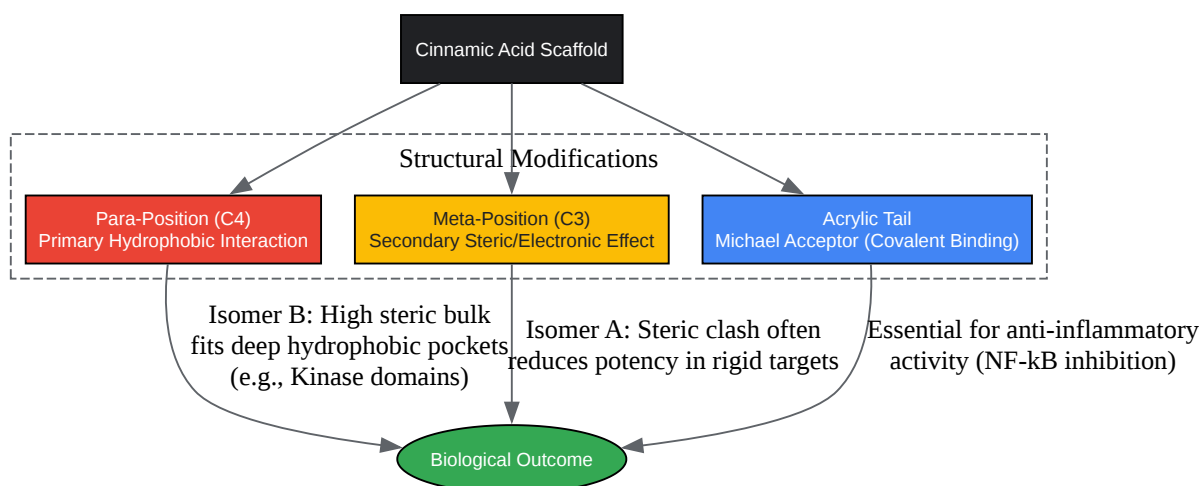 Cinnamic Acid Scaffold
Structural Modifications
Para-Position (C4)
Primary Hydrophobic Interaction
Meta-Position (C3)
Secondary Steric/Electronic Effect
Acrylic Tail
Michael Acceptor (Covalent Binding)
Isomer B: High steric bulk
fits deep hydrophobic pockets
(e.g., Kinase domains)
Isomer A: Steric clash often
reduces potency in rigid targets
Essential for anti-inflammatory
activity (NF-kB inhibition)
Biological Outcome